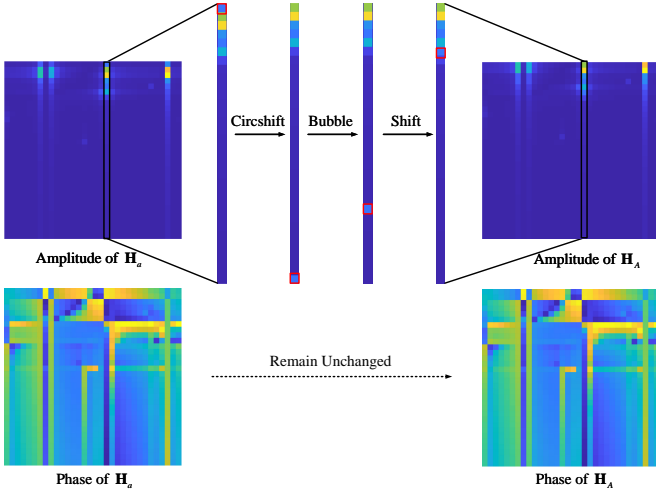 Circshift
Bubble
Shift
Amplitude of H_a
Amplitude of H_A
Remain Unchanged
Phase of H_a
Phase of H_A